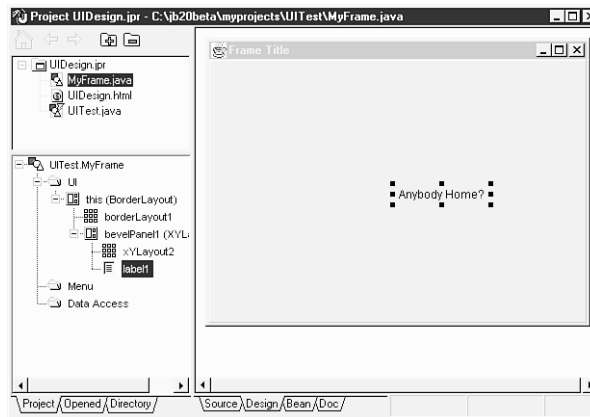 Project UIDesign.jpr - C:\jb20beta\myprojects\UITest\MyFrame.java
UIDesign.jpr
MyFrame.java
UIDesign.html
UITest.java
UITest.MyFrame
UI
this (BorderLayout)
borderLayout1
bevelPanel1 (XYL
xYLayout2
label1
Menu
Data Access
Project Opened Directory
Frame Title
Anybody Home?
Source Design Bean Doc